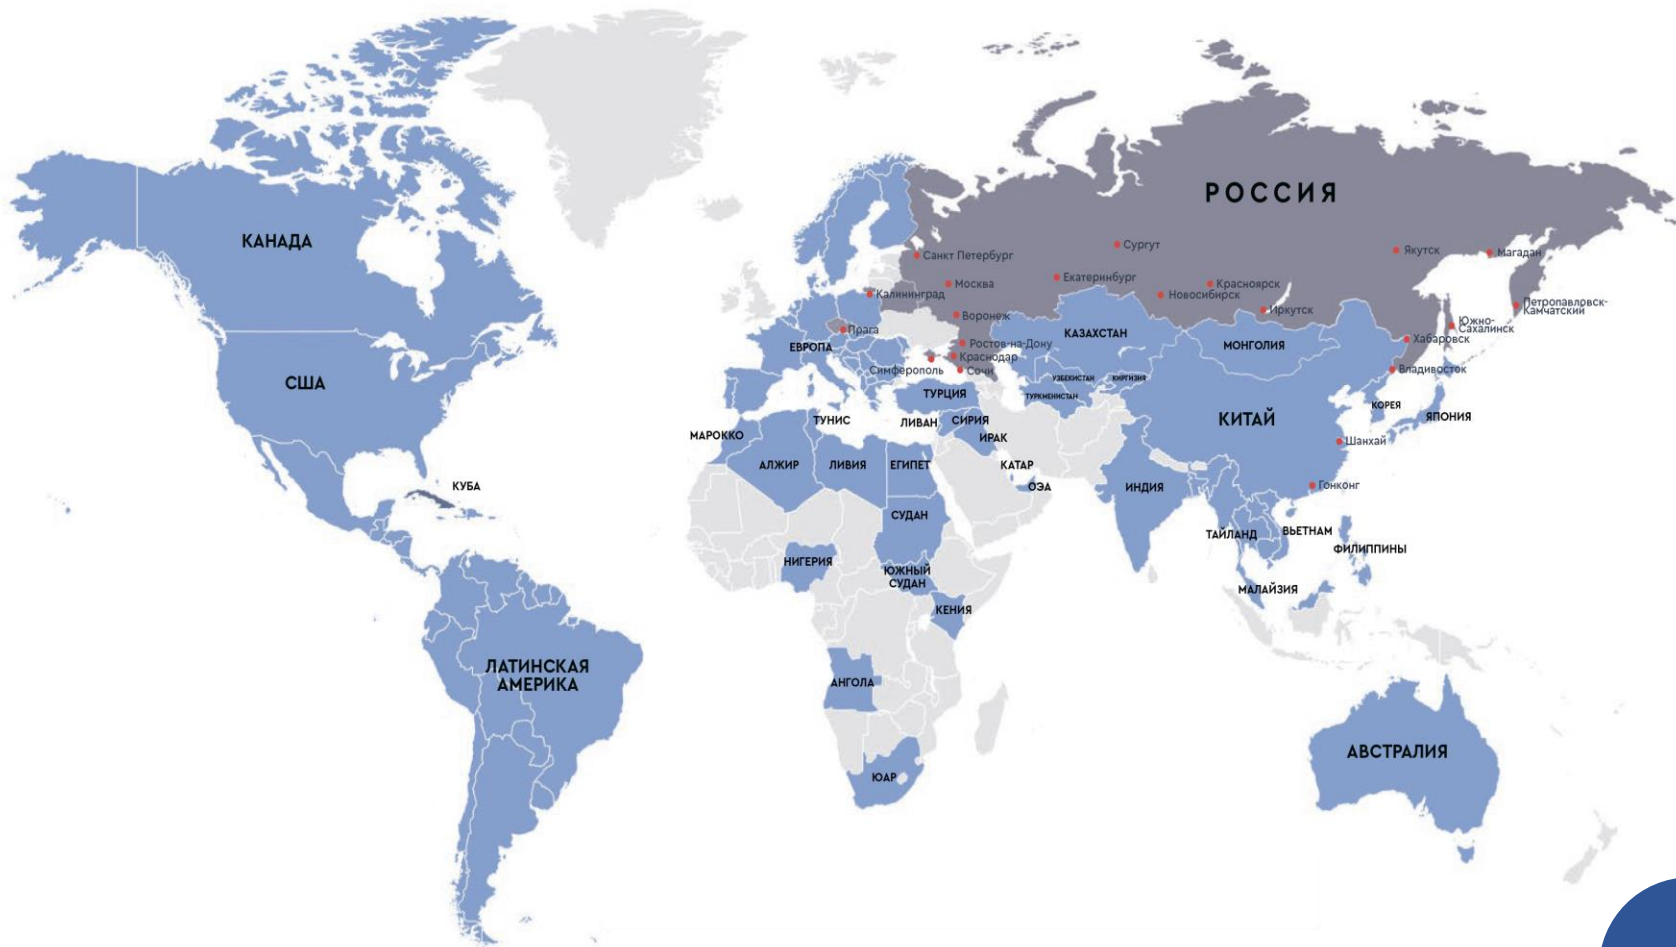 РОССИЯ
КАНАДА
Сургут
Якутск
Магадан
Санкт Петербург
Москва
Екатеринбург
Красноярск
Калининград
Новосибирск
Иркутск
Петропавловск-
Камчатский
Воронеж
Южно-
Сахалинск
Прага
КАЗАХСТАН
Хабаровск
ЕВРОПА
Ростов-на-Дону
МОНГОЛИЯ
Краснодар
Симферополь
Сочи
Владивосток
США
УЗБЕКИСТАН
КИРГИЗИЯ
ТУРЦИЯ
ТУРКМЕНИСТАН
КОРЕЯ
ЯПОНИЯ
ТУНИС
ЛИВАН
СИРИЯ
КИТАЙ
МАРОККО
ИРАК
Шанхай
АЛЖИР
ЛИВИЯ
ЕГИПЕТ
КАТАР
КУБА
ОЭА
ИНДИЯ
Гонконг
СУДАН
ТАЙЛАНД
ВЬЕТНАМ
ФИЛИППИНЫ
НИГЕРИЯ
ЮЖНЫЙ
СУДАН
МАЛАЙЗИЯ
КЕНИЯ
ЛАТИНСКАЯ
АМЕРИКА
АНГОЛА
АВСТРАЛИЯ
ЮАР